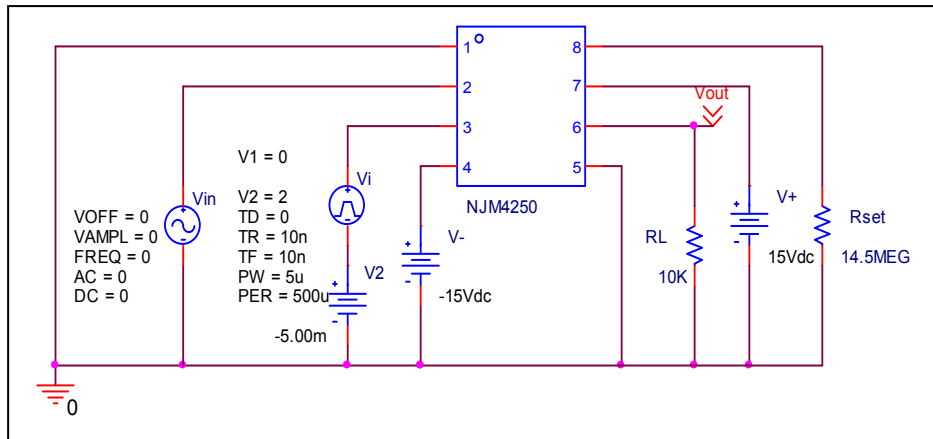 1
2
3
4
8
7
6
5
NJM4250
Vout
V1 = 0
Vi
V2 = 2
TD = 0
TR = 10n
TF = 10n
PW = 5u
PER = 500u
Vin
VOFF = 0
VAMPL = 0
FREQ = 0
AC = 0
DC = 0
V2
-5.00m
V-
-15Vdc
RL
10K
V+
15Vdc
Rset
14.5MEG
0